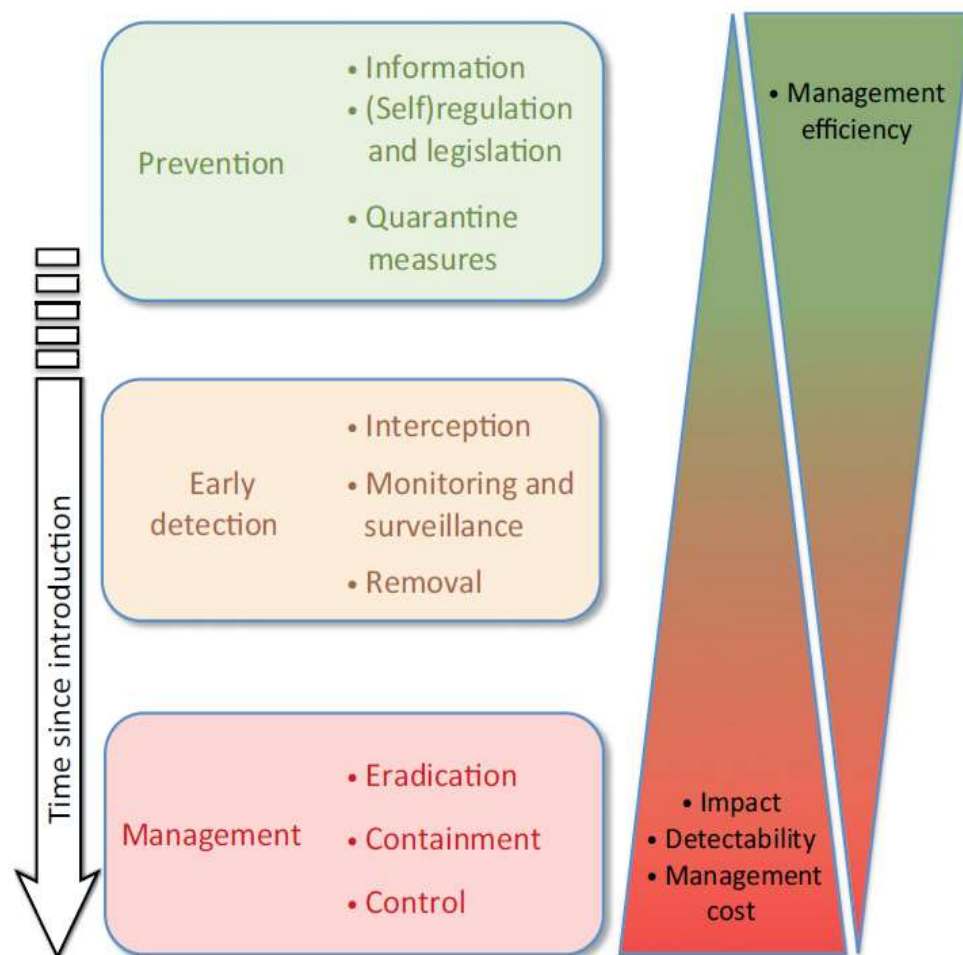 Prevention
• Information
• (Self)regulation
and legislation
• Quarantine
measures
Early
detection
• Interception
• Monitoring and
surveillance
• Removal
Management
• Eradication
• Containment
• Control
Time since introduction
• Management
efficiency
• Impact
• Detectability
• Management
cost